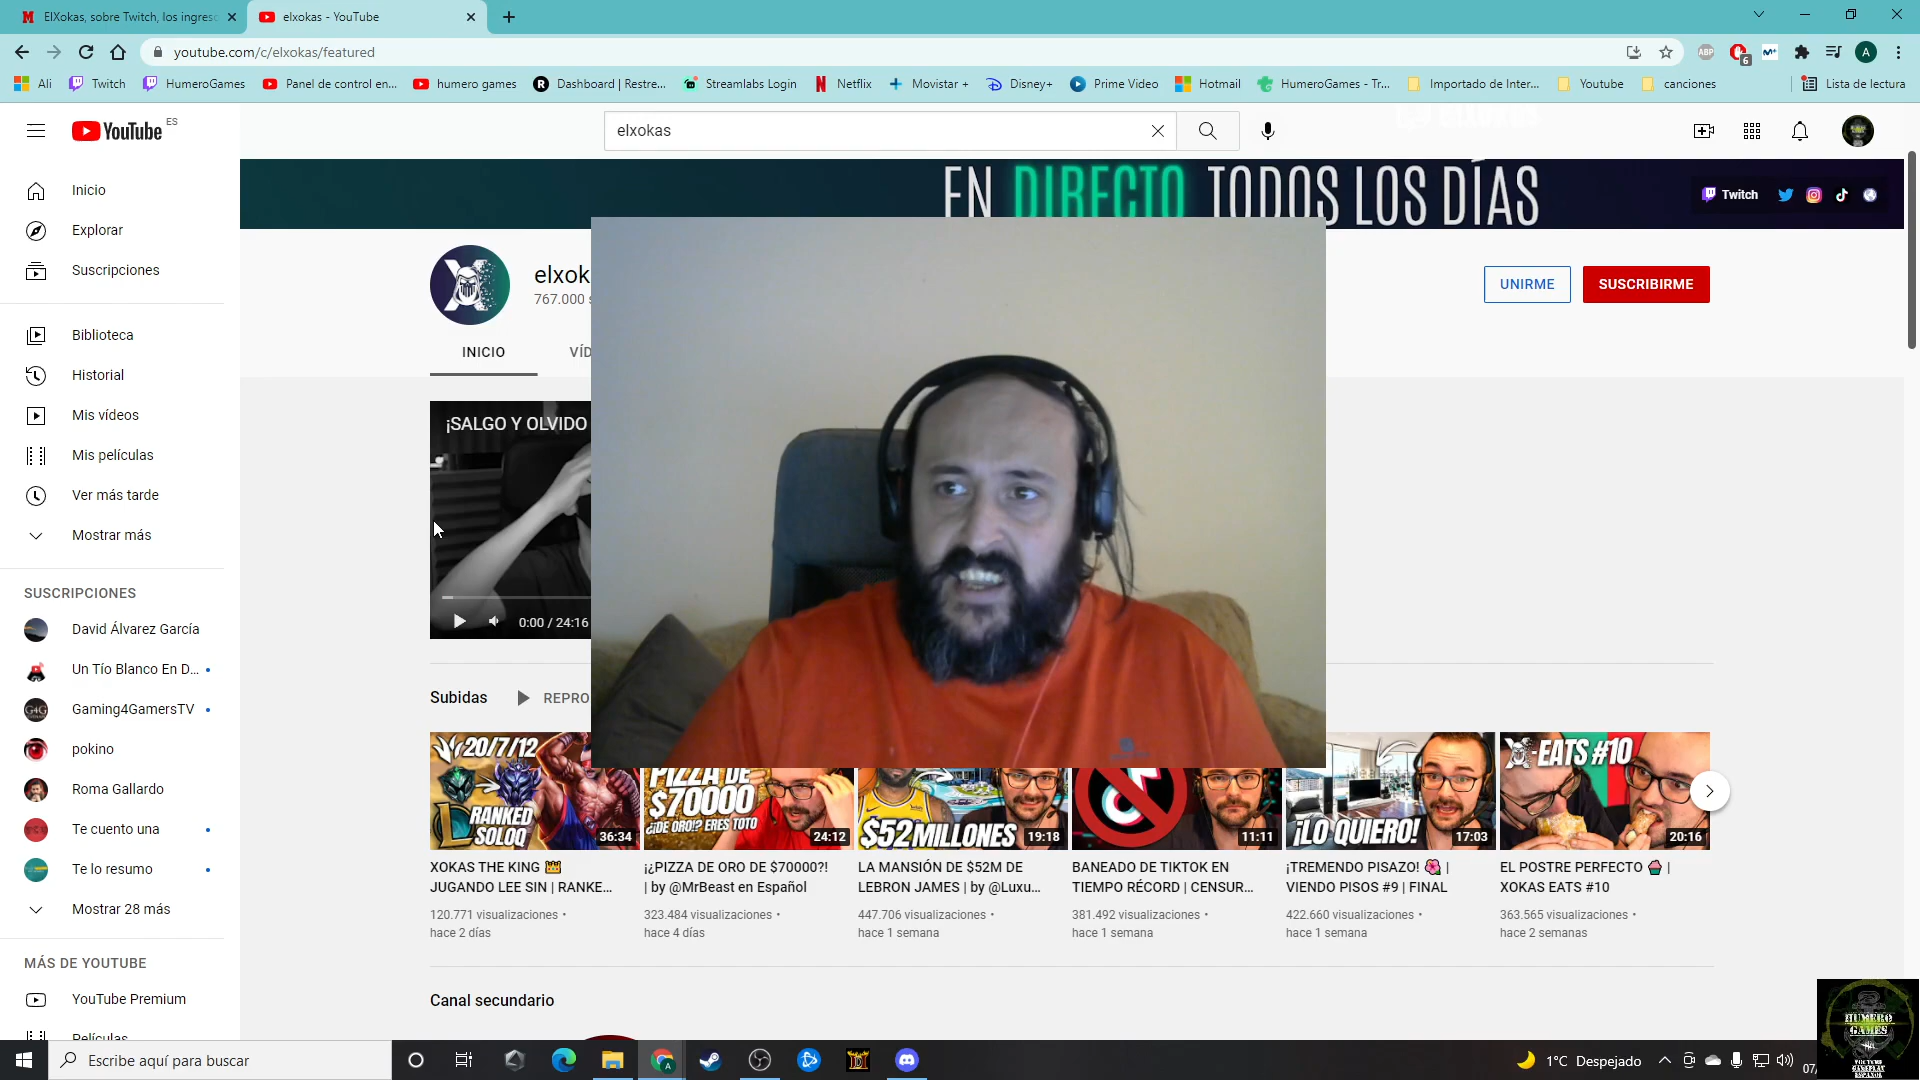 ElXokas, sobre Twitch, los ingres
elxokas - YouTube
youtube.com/c/elxokas/featured
ABP
6
A
Ali
Twitch
HumeroGames
Panel de control en...
humero games
Dashboard | Restre...
Streamlabs Login
Netflix
Movistar +
Disney+
Prime Video
Hotmail
HumeroGames - Tr...
Importado de Inter...
Youtube
canciones
Lista de lectura
YouTube ES
elxokas
EN DIRECTO TODOS LOS DÍAS
Twitch
Inicio
Explorar
Suscripciones
Biblioteca
Historial
Mis vídeos
Mis películas
Ver más tarde
Mostrar más
SUSCRIPCIONES
David Álvarez García
Un Tío Blanco En D...
Gaming4GamersTV
pokino
Roma Gallardo
Te cuento una
Te lo resumo
Mostrar 28 más
MÁS DE YOUTUBE
YouTube Premium
Películas
elxok
767.000
UNIRME
SUSCRIBIRME
INICIO
VÍD
¡SALGO Y OLVIDO
0:00 / 24:16
Subidas
REPRO
20/7/12
RANKED
SOLOQ
36:34
XOKAS THE KING 👑
JUGANDO LEE SIN | RANKE...
120.771 visualizaciones •
hace 2 días
PIZZA DE
$70000
¿¡DE ORO!? ERES TOTO
24:12
¡¿PIZZA DE ORO DE $70000?!
| by @MrBeast en Español
323.484 visualizaciones •
hace 4 días
$52MILLONES
19:18
LA MANSIÓN DE $52M DE
LEBRON JAMES | by @Luxu...
447.706 visualizaciones •
hace 1 semana
11:11
BANEADO DE TIKTOK EN
TIEMPO RÉCORD | CENSUR...
381.492 visualizaciones •
hace 1 semana
¡LO QUIERO!
17:03
¡TREMENDO PISAZO! 🌺 |
VIENDO PISOS #9 | FINAL
422.660 visualizaciones •
hace 1 semana
EATS #10
20:16
EL POSTRE PERFECTO 🧁 |
XOKAS EATS #10
363.565 visualizaciones •
hace 2 semanas
Canal secundario
Escribe aquí para buscar
1°C Despejado
07/
HUMERO
GAMES
YOUTUBE
GAMEPLAY
ESPAÑOL